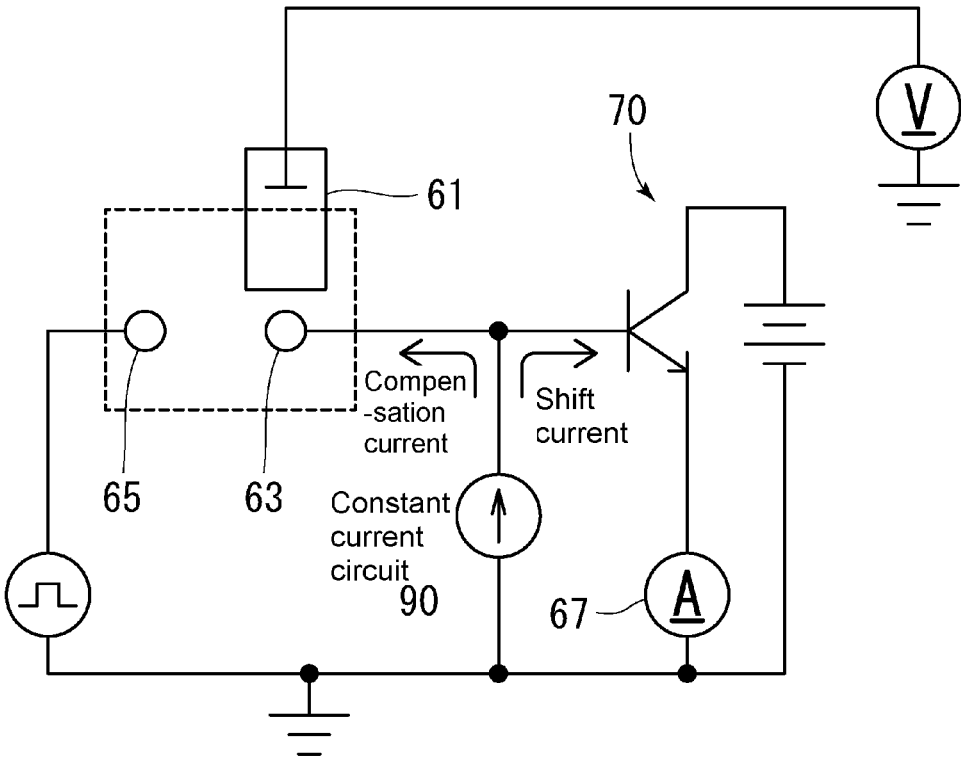 V
70
61
Compen
-sation
current
Shift
current
65
63
Constant
current
circuit
90
67
A